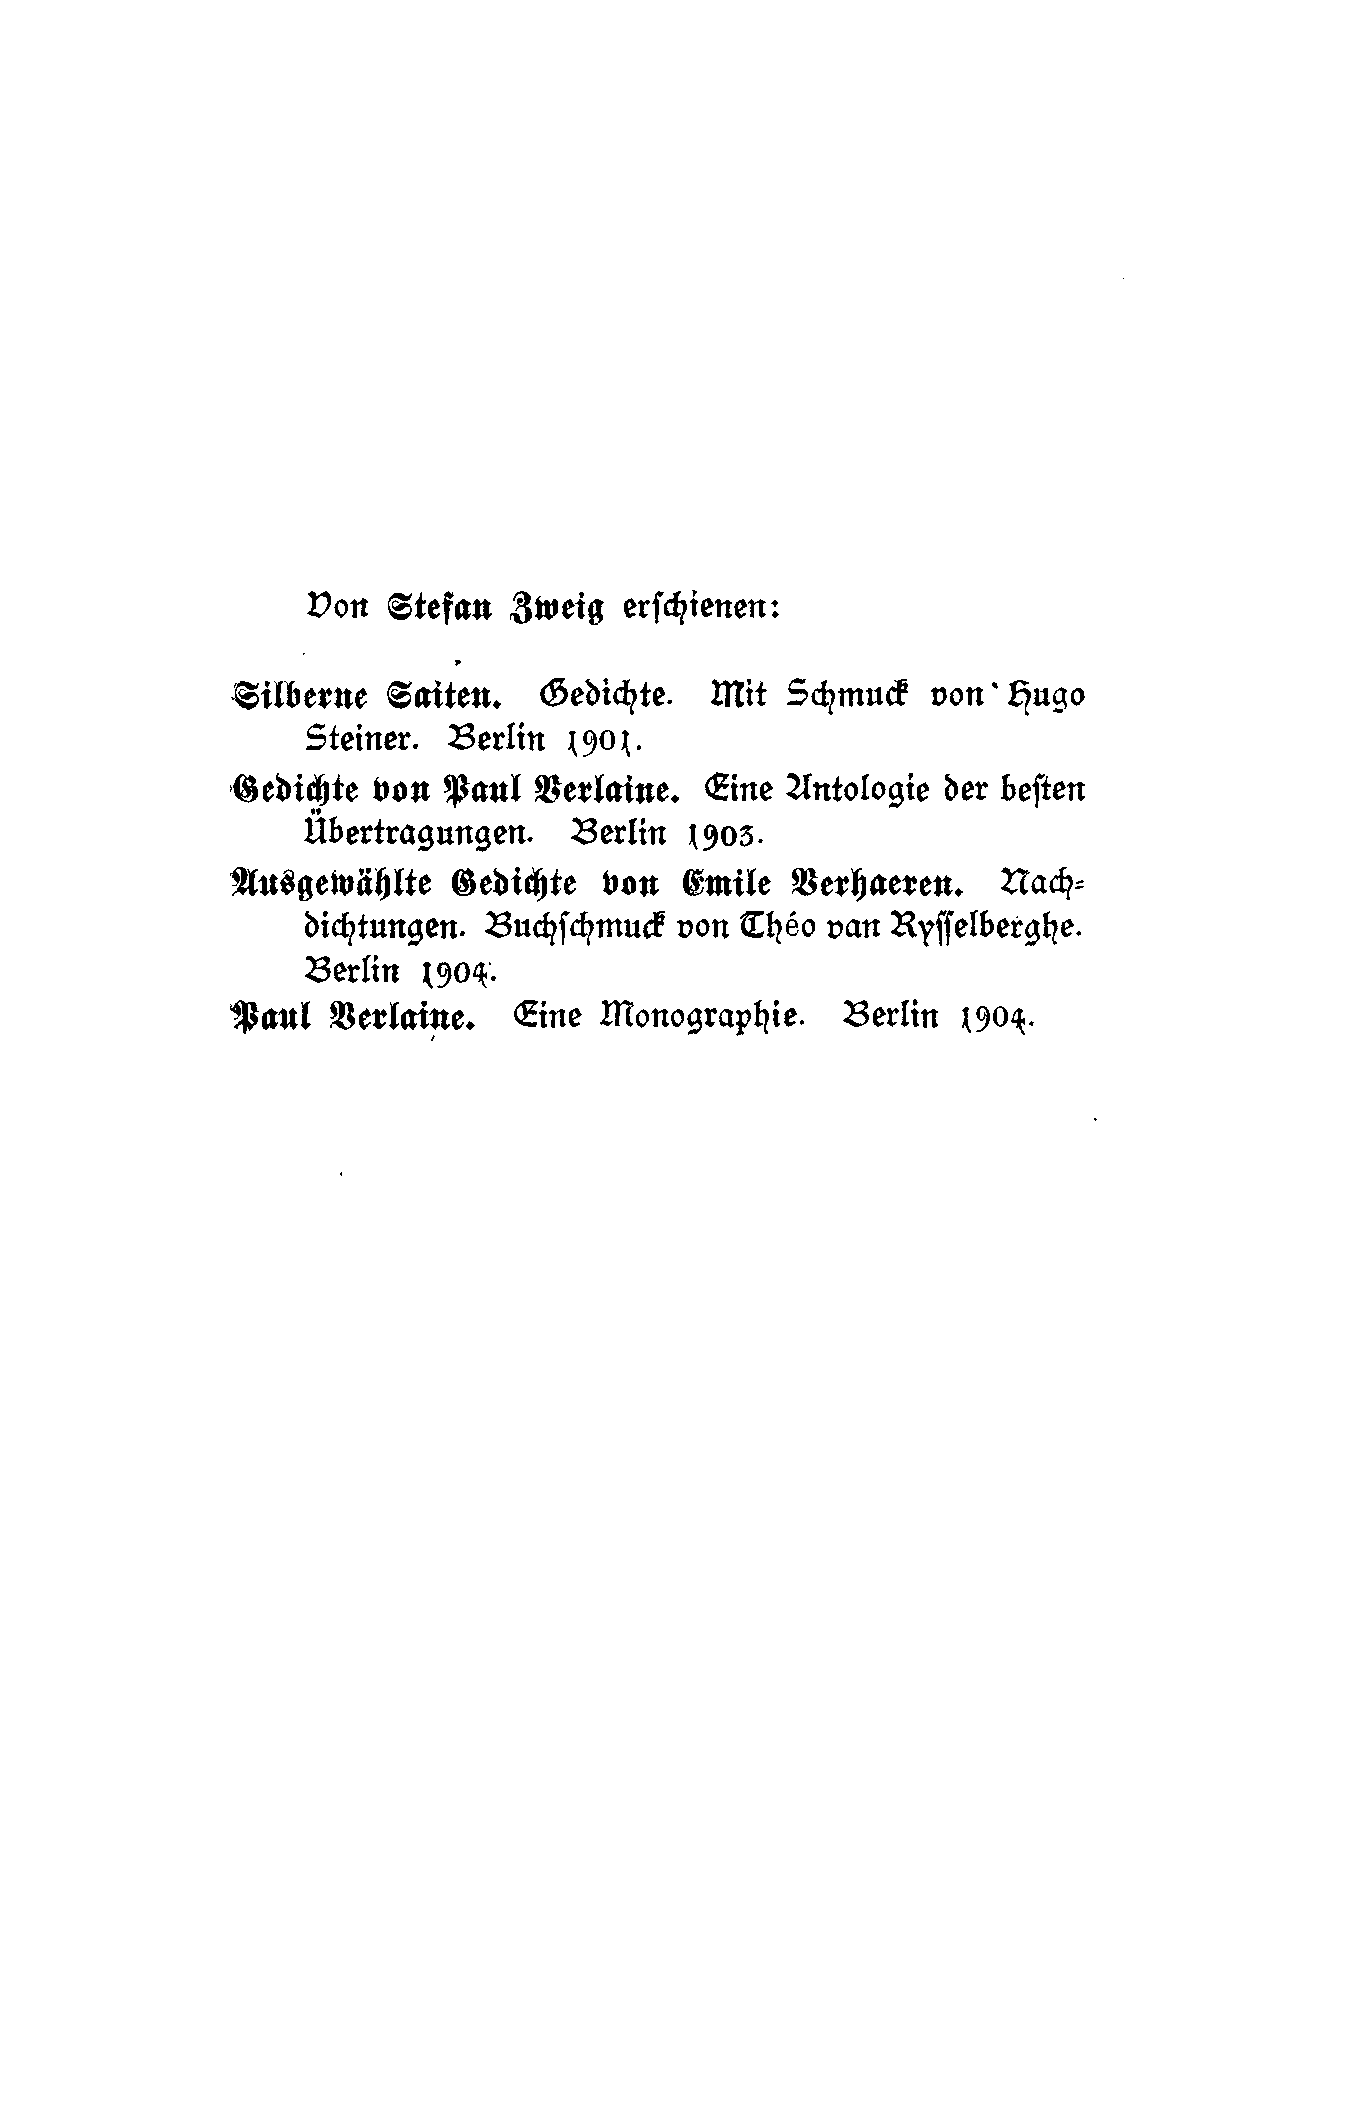 Von Stefan Zweig erſchienen:
Silberne Saiten. Gedichte. Mit Schmuck von Hugo
Steiner. Berlin 1901.
Gedichte von Paul Verlaine. Eine Antologie der beſten
Übertragungen. Berlin 1903.
Ausgewählte Gedichte von Emile Verhaeren. Nach-
dichtungen. Buchſchmuck von Théo van Ryſſelberghe.
Berlin 1904.
Paul Verlaine. Eine Monographie. Berlin 1904.